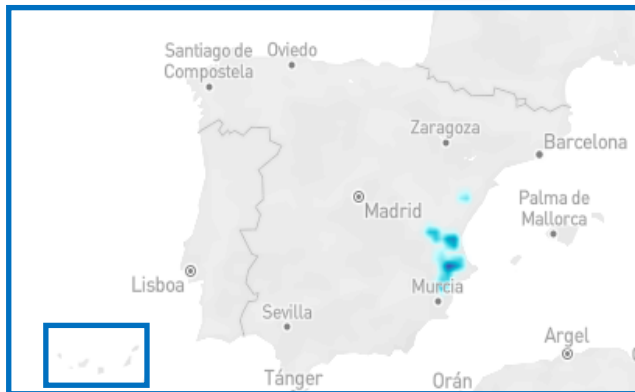 Santiago de
Compostela
Oviedo
Zaragoza
Barcelona
Madrid
Palma de
Mallorca
Lisboa
Murcia
Sevilla
Argel
Tánger
Orán